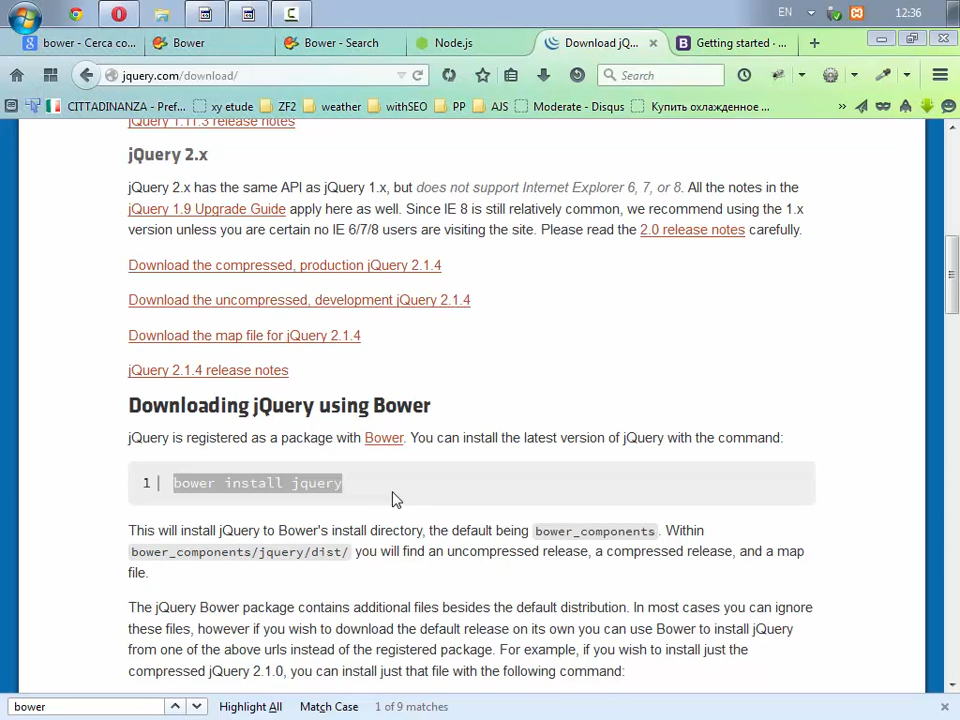 EN
12:36
bower - Cerca co...
Bower
Bower - Search
Node.js
Download jQ...
Getting started - ...
jquery.com/download/
Search
CITTADINANZA - Pref...
xy etude
ZF2
weather
withSEO
PP
AJS
Moderate - Disqus
Купить охлажденное ...
jQuery 1.11.3 release notes
jQuery 2.x
jQuery 2.x has the same API as jQuery 1.x, but does not support Internet Explorer 6, 7, or 8. All the notes in the
jQuery 1.9 Upgrade Guide apply here as well. Since IE 8 is still relatively common, we recommend using the 1.x
version unless you are certain no IE 6/7/8 users are visiting the site. Please read the 2.0 release notes carefully.
Download the compressed, production jQuery 2.1.4
Download the uncompressed, development jQuery 2.1.4
Download the map file for jQuery 2.1.4
jQuery 2.1.4 release notes
Downloading jQuery using Bower
jQuery is registered as a package with Bower. You can install the latest version of jQuery with the command:
1 bower install jquery
This will install jQuery to Bower's install directory, the default being bower_components. Within
bower_components/jquery/dist/ you will find an uncompressed release, a compressed release, and a map
file.
The jQuery Bower package contains additional files besides the default distribution. In most cases you can ignore
these files, however if you wish to download the default release on its own you can use Bower to install jQuery
from one of the above urls instead of the registered package. For example, if you wish to install just the
compressed jQuery 2.1.0, you can install just that file with the following command:
bower
Highlight All
Match Case
1 of 9 matches